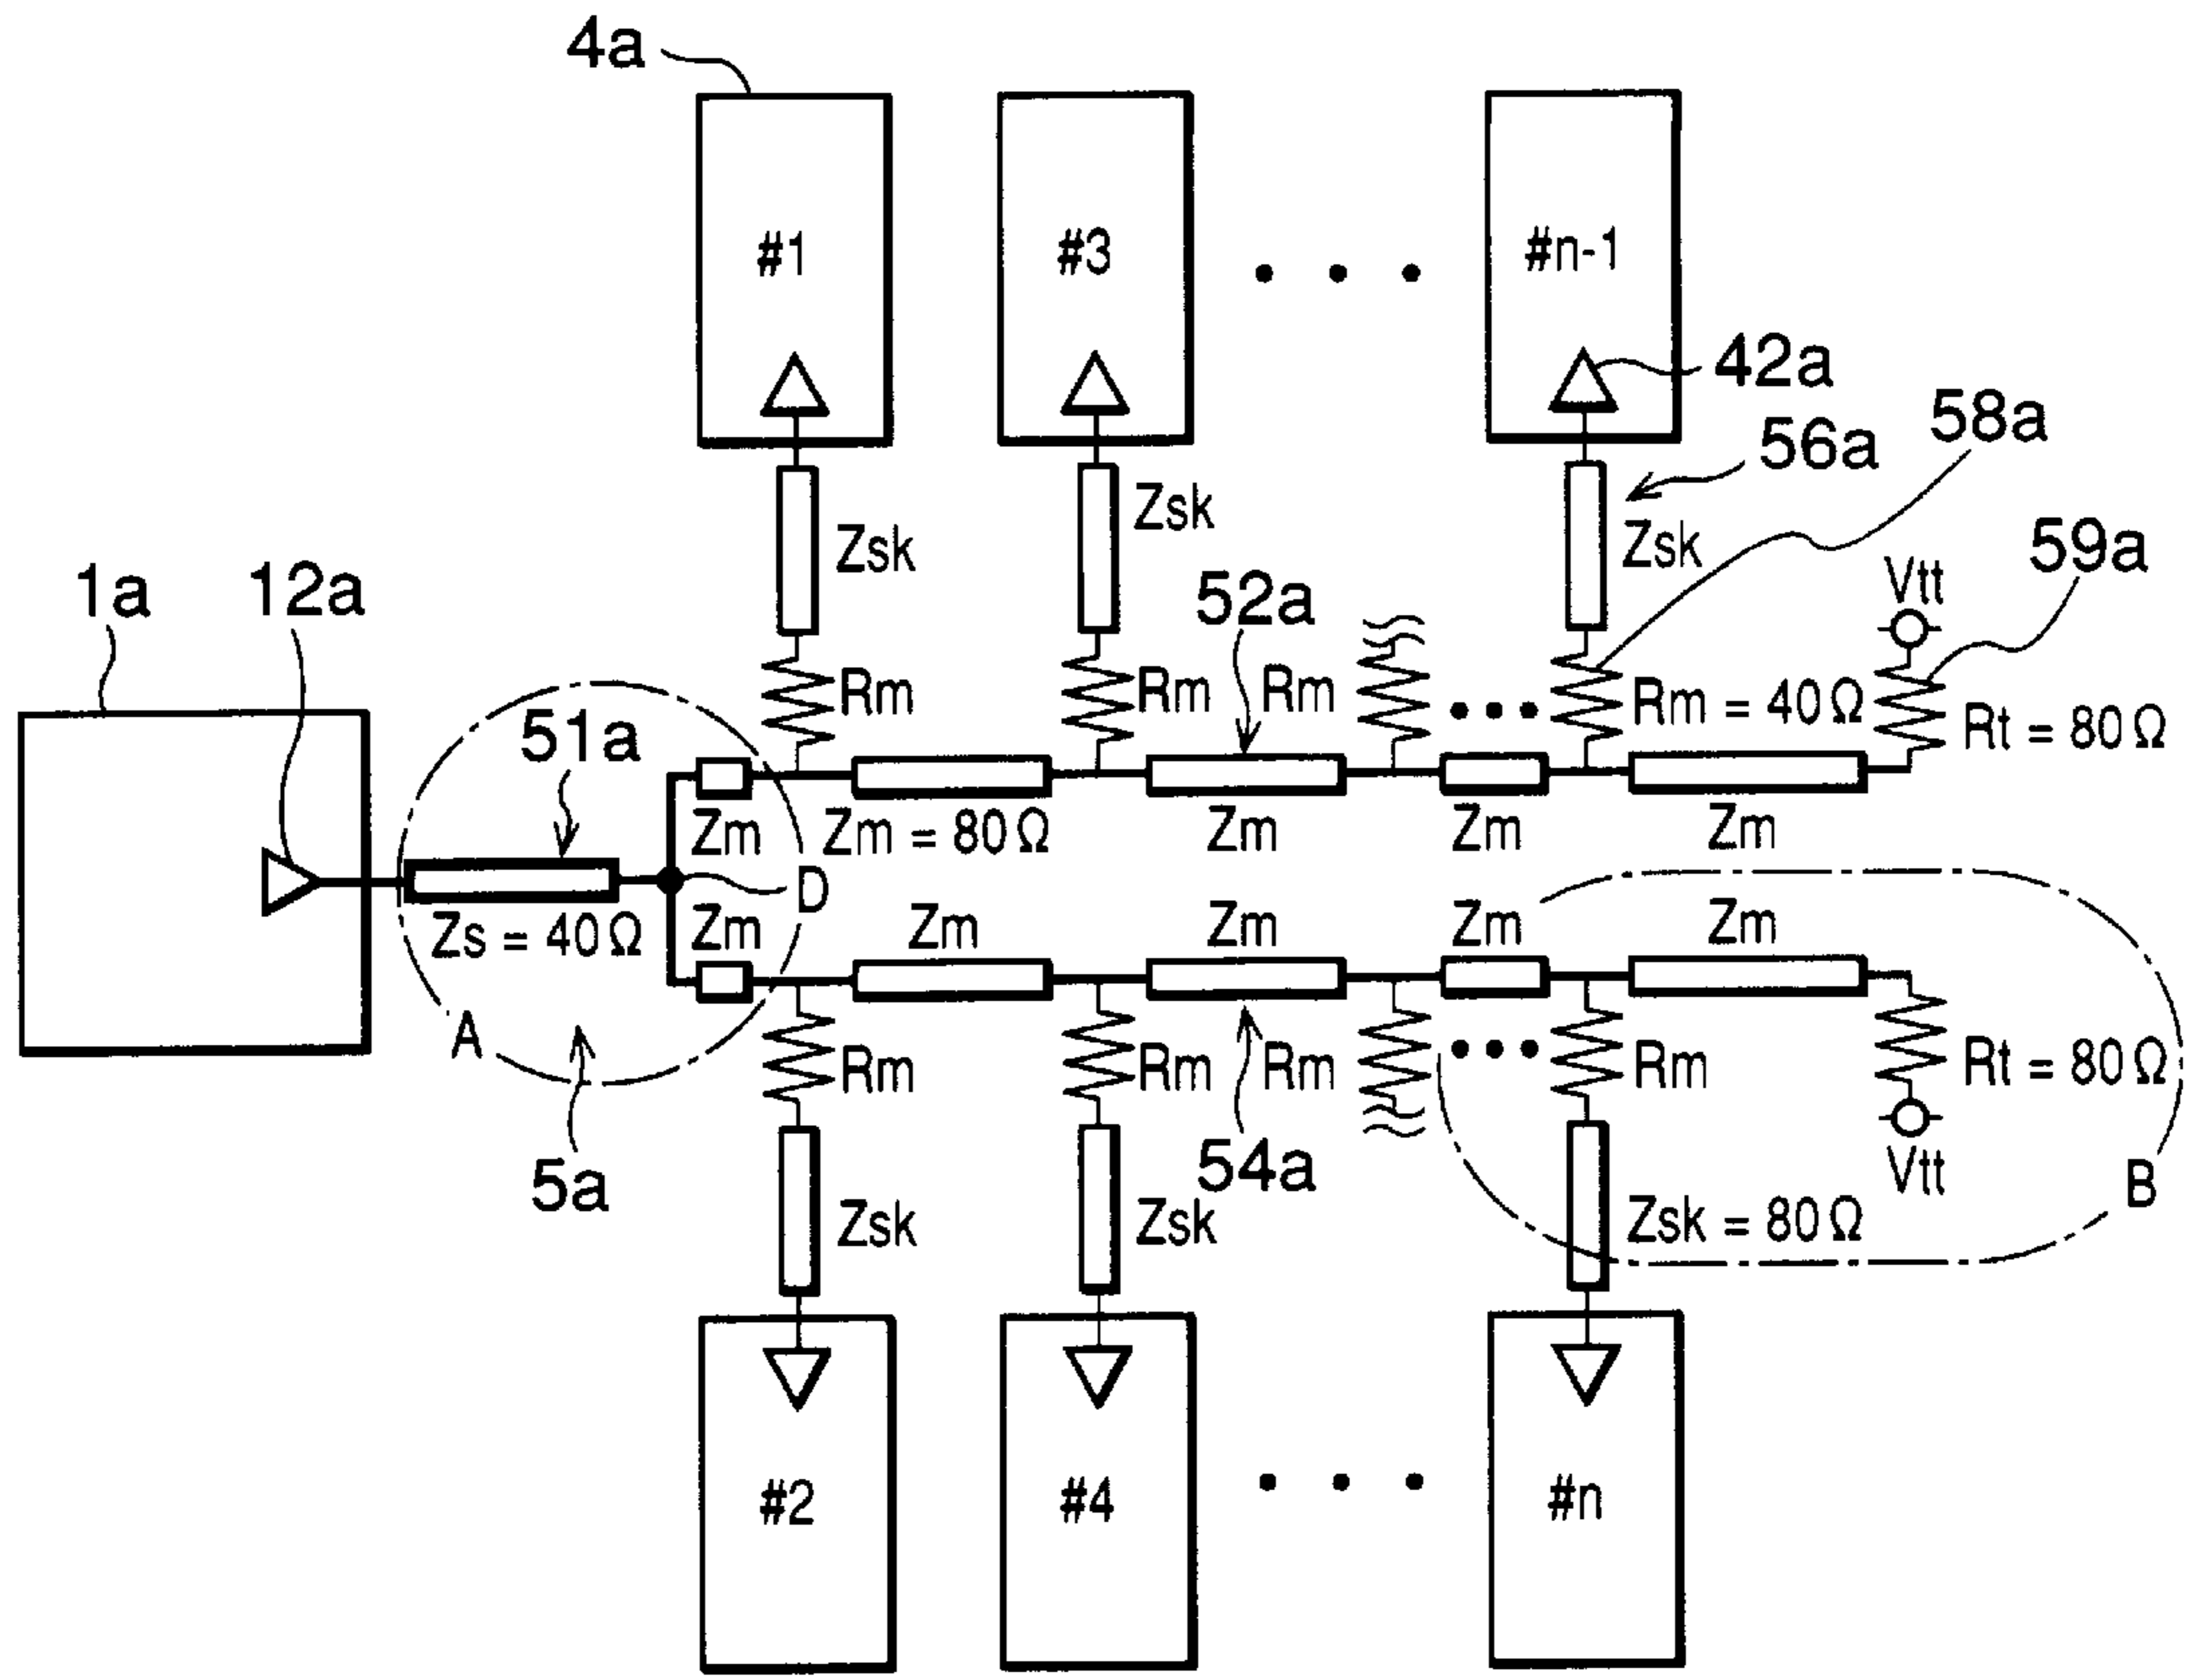 4a
#1
#3
#n-1
42a
58a
56a
Zsk
Zsk
Zsk
59a
Vtt
1a
12a
52a
Rm
Rm
Rm
Rm = 40Ω
Rt = 80Ω
51a
Zm
Zm = 80Ω
Zm
Zm
Zm
D
Zs = 40Ω
Zm
Zm
Zm
Zm
Zm
A
Rm
Rm
Rm
Rm
Rt = 80Ω
5a
54a
Vtt
B
Zsk
Zsk
Zsk = 80Ω
#2
#4
#n